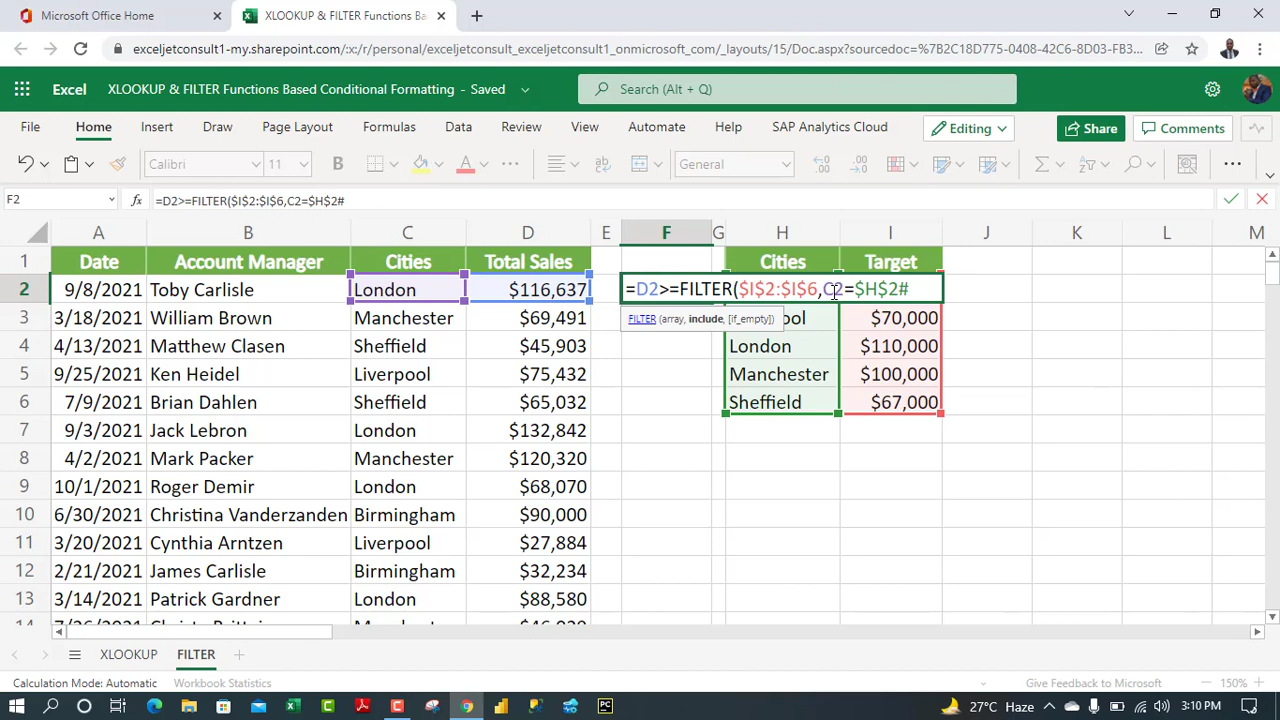 Microsoft Office Home
XLOOKUP & FILTER Functions Ba
exceljetconsult1-my.sharepoint.com/:x:/r/personal/exceljetconsult_exceljetconsult1_onmicrosoft_com/_layouts/15/Doc.aspx?sourcedoc=%7B2C18D775-0408-42C6-8D03-FB3...
Excel XLOOKUP & FILTER Functions Based Conditional Formatting - Saved Search (Alt + Q)
File Home Insert Draw Page Layout Formulas Data Review View Automate Help SAP Analytics Cloud Editing Share Comments
Calibri 11 B A General
F2 fx =D2>=FILTER($I$2:$I$6,C2=$H$2#
A B C D E F G H I J K L M
1 Date Account Manager Cities Total Sales Cities Target
2 9/8/2021 Toby Carlisle London $116,637 =D2>=FILTER($I$2:$I$6,C2=$H$2#
FILTER (array, include, [if_empty])
3 3/18/2021 William Brown Manchester $69,491 ool $70,000
4 4/13/2021 Matthew Clasen Sheffield $45,903 London $110,000
5 9/25/2021 Ken Heidel Liverpool $75,432 Manchester $100,000
6 7/9/2021 Brian Dahlen Sheffield $65,032 Sheffield $67,000
7 9/3/2021 Jack Lebron London $132,842
8 4/2/2021 Mark Packer Manchester $120,320
9 10/1/2021 Roger Demir London $68,070
10 6/30/2021 Christina Vanderzanden Birmingham $90,000
11 3/20/2021 Cynthia Arntzen Liverpool $27,884
12 2/21/2021 James Carlisle Birmingham $32,234
13 3/14/2021 Patrick Gardner London $88,580
14
XLOOKUP FILTER
Calculation Mode: Automatic Workbook Statistics Give Feedback to Microsoft 150%
27°C Haze 3:10 PM